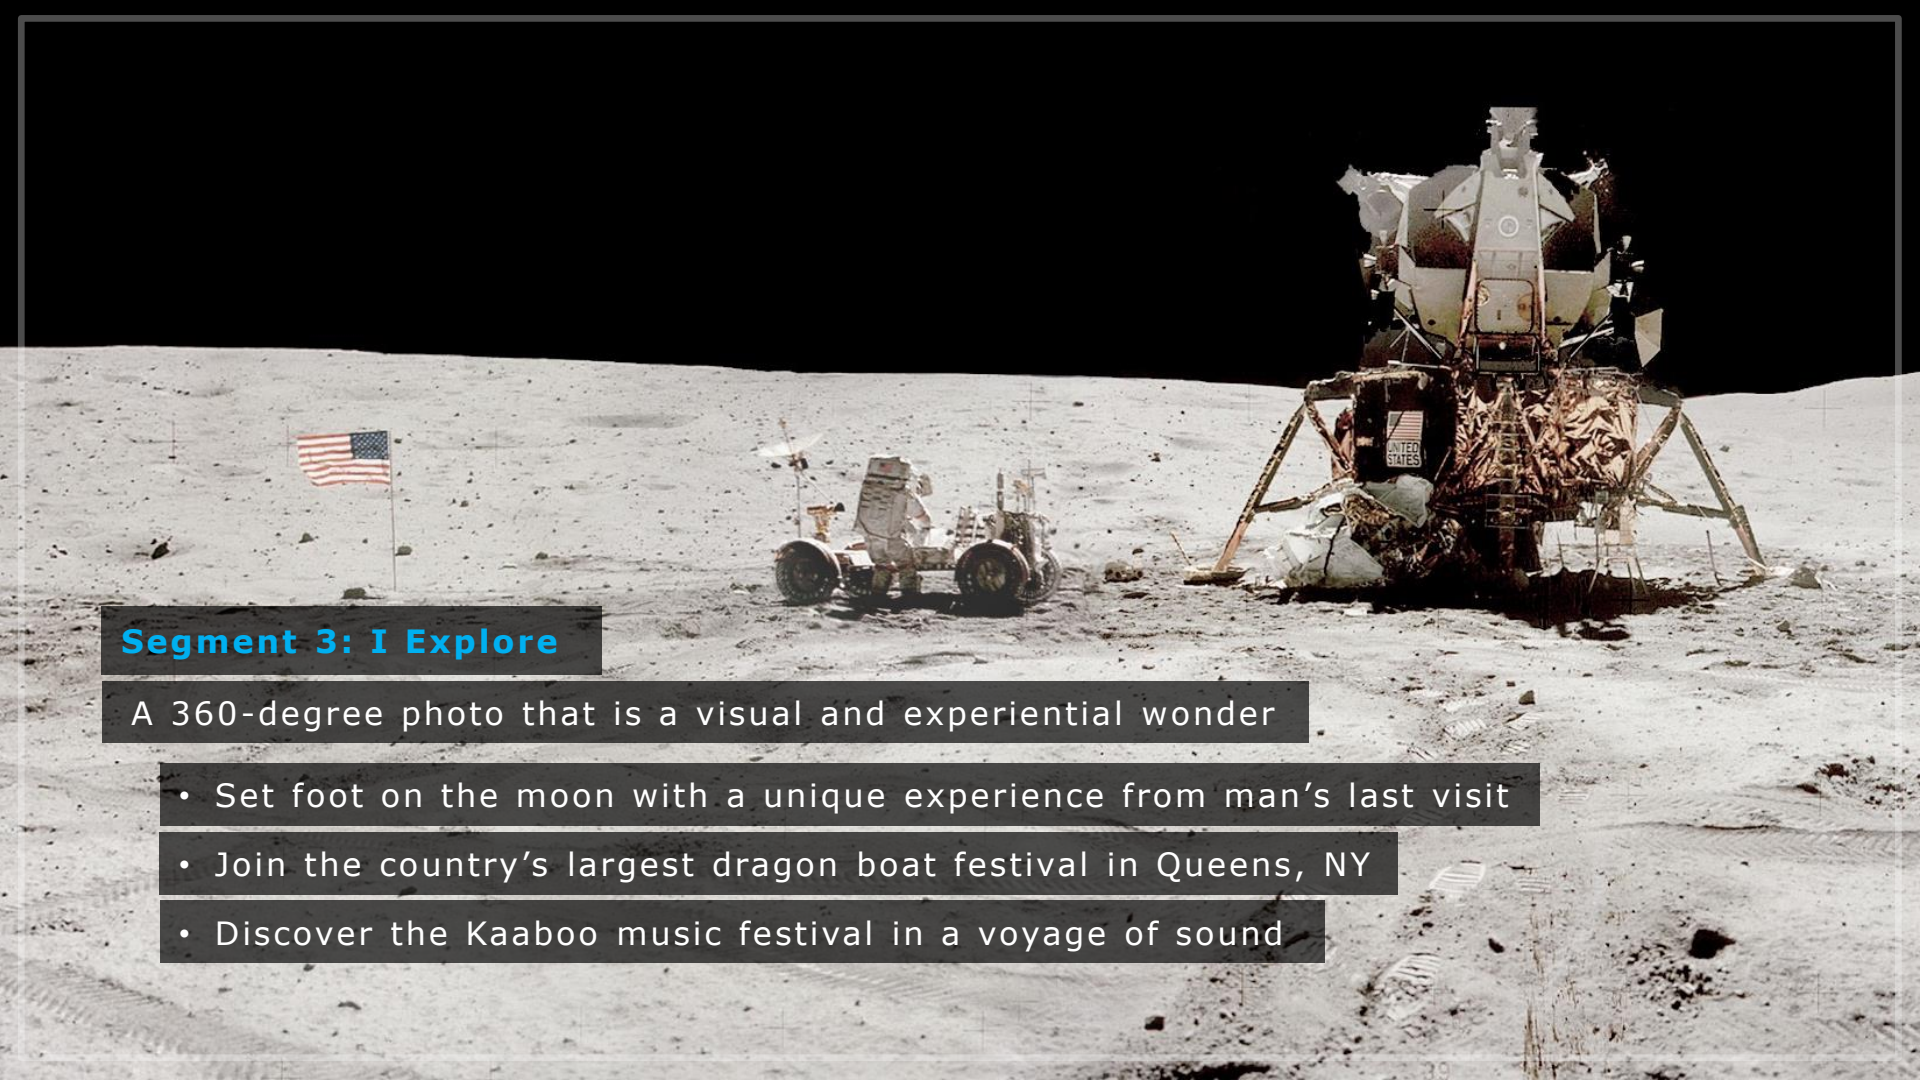 UNITED
STATES
Segment 3: I Explore
A 360-degree photo that is a visual and experiential wonder
• Set foot on the moon with a unique experience from man’s last visit
• Join the country’s largest dragon boat festival in Queens, NY
• Discover the Kaaboo music festival in a voyage of sound